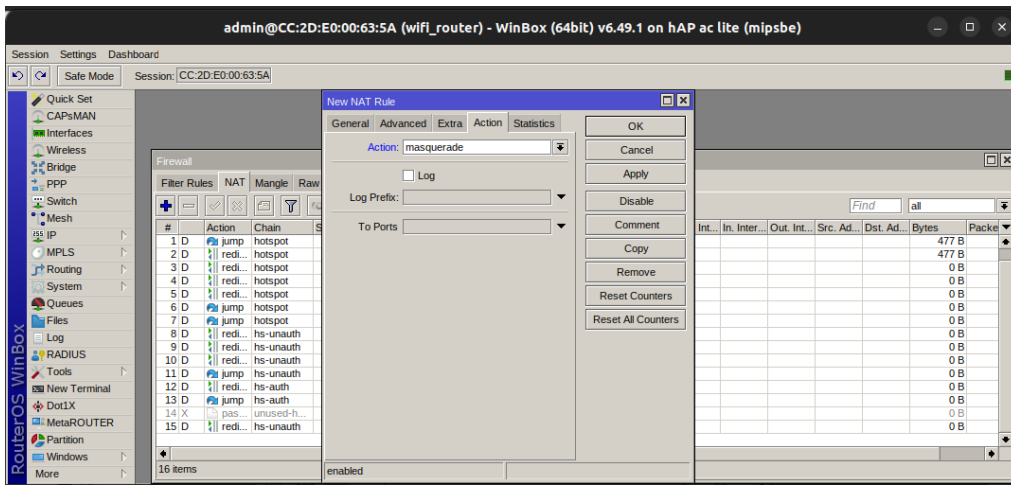 admin@CC:2D:E0:00:63:5A (wifi_router) - WinBox (64bit) v6.49.1 on hAP ac lite (mipsbe)
Session Settings Dashboard
Safe Mode Session: CC:2D:E0:00:63:5A
Quick Set
CAPsMAN
Interfaces
Wireless
Bridge
PPP
Switch
Mesh
IP
MPLS
Routing
System
Queues
Files
Log
RADIUS
Tools
New Terminal
Dot1X
MetaROUTER
Partition
Windows
More
RouterOS WinBox
Firewall
Filter Rules NAT Mangle Raw
Find all
# Action Chain S Int... In. Inter... Out. Int... Src. Ad... Dst. Ad... Bytes Packe
1 D jump hotspot 477 B
2 D redi... hotspot 477 B
3 D redi... hotspot 0 B
4 D redi... hotspot 0 B
5 D redi... hotspot 0 B
6 D jump hotspot 0 B
7 D jump hotspot 0 B
8 D redi... hs-unauth 0 B
9 D redi... hs-unauth 0 B
10 D redi... hs-unauth 0 B
11 D jump hs-unauth 0 B
12 D redi... hs-auth 0 B
13 D jump hs-auth 0 B
14 X pas... unused-h... 0 B
15 D redi... hs-unauth 0 B
16 items
New NAT Rule
General Advanced Extra Action Statistics
Action: masquerade
Log
Log Prefix:
To Ports
OK
Cancel
Apply
Disable
Comment
Copy
Remove
Reset Counters
Reset All Counters
enabled